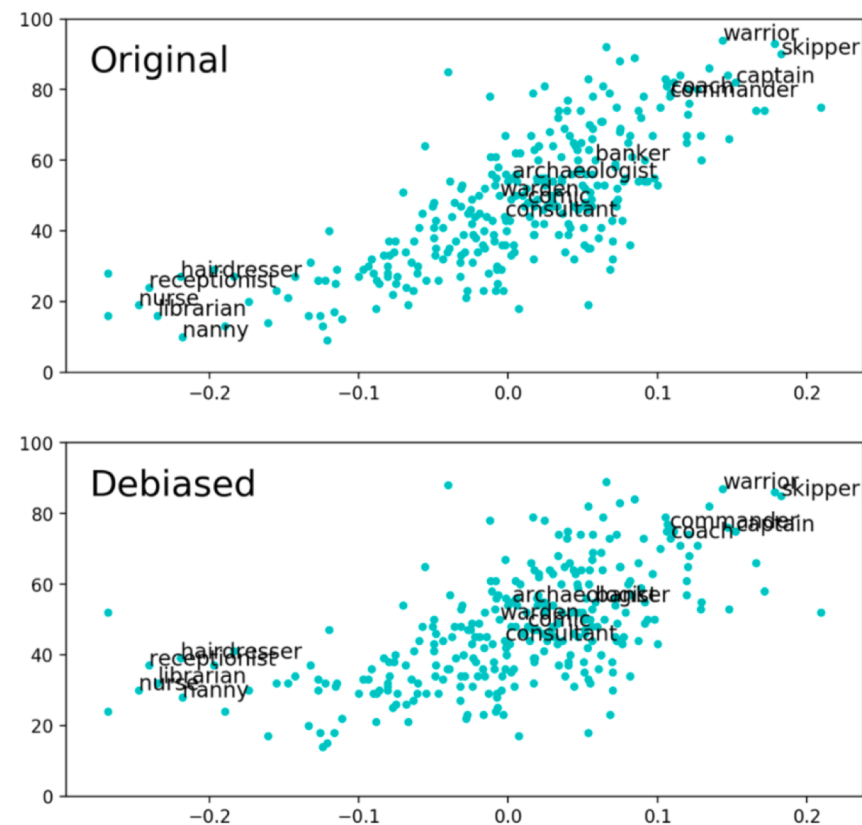 100
Original
warrior
skipper
80
captain
coach
commander
60
banker
archaeologist
warden
comic
consultant
40
hairdresser
receptionist
20
nurse
librarian
nanny
0
−0.2 −0.1 0.0 0.1 0.2
100
Debiased
warrior
skipper
80
commander
captain
coach
60
archaeologist
banker
warden
comic
consultant
40
hairdresser
receptionist
librarian
nurse
nanny
20
0
−0.2 −0.1 0.0 0.1 0.2